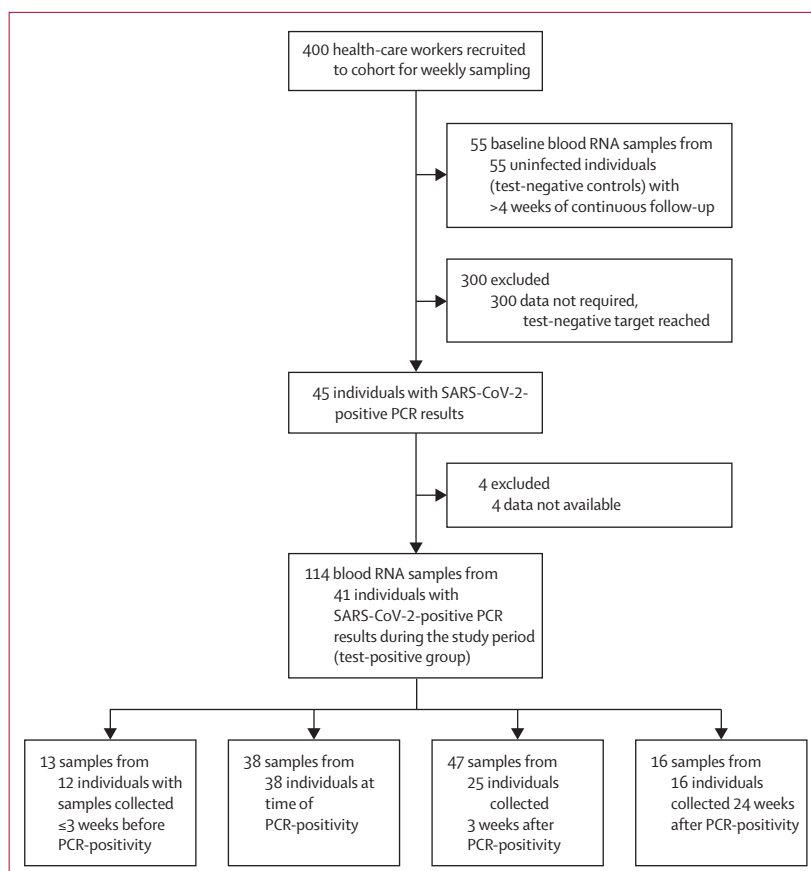 400 health-care workers recruited
to cohort for weekly sampling
55 baseline blood RNA samples from
55 uninfected individuals
(test-negative controls) with
>4 weeks of continuous follow-up
300 excluded
300 data not required,
test-negative target reached
45 individuals with SARS-CoV-2-
positive PCR results
4 excluded
4 data not available
114 blood RNA samples from
41 individuals with
SARS-CoV-2-positive PCR
results during the study period
(test-positive group)
13 samples from
12 individuals with
samples collected
≤3 weeks before
PCR-positivity
38 samples from
38 individuals at
time of
PCR-positivity
47 samples from
25 individuals
collected
3 weeks after
PCR-positivity
16 samples from
16 individuals
collected 24 weeks
after PCR-positivity